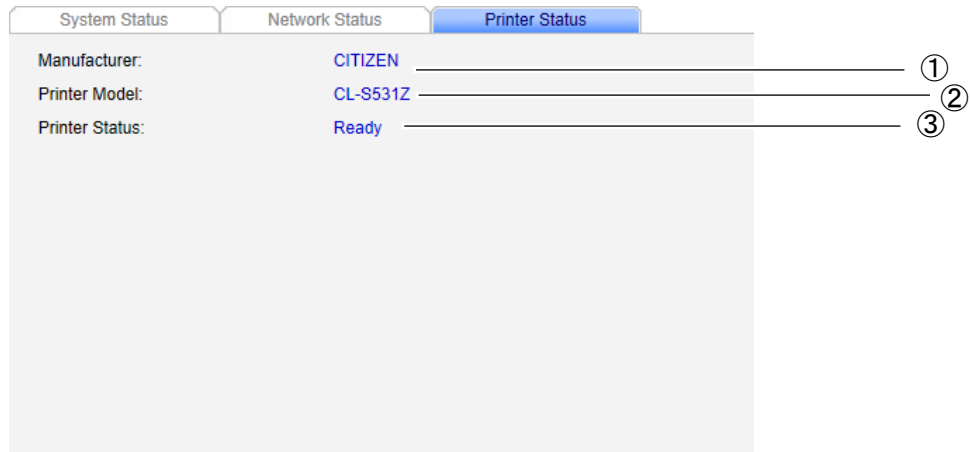 System Status Network Status Printer Status
Manufacturer: CITIZEN ①
Printer Model: CL-S531Z ②
Printer Status: Ready ③